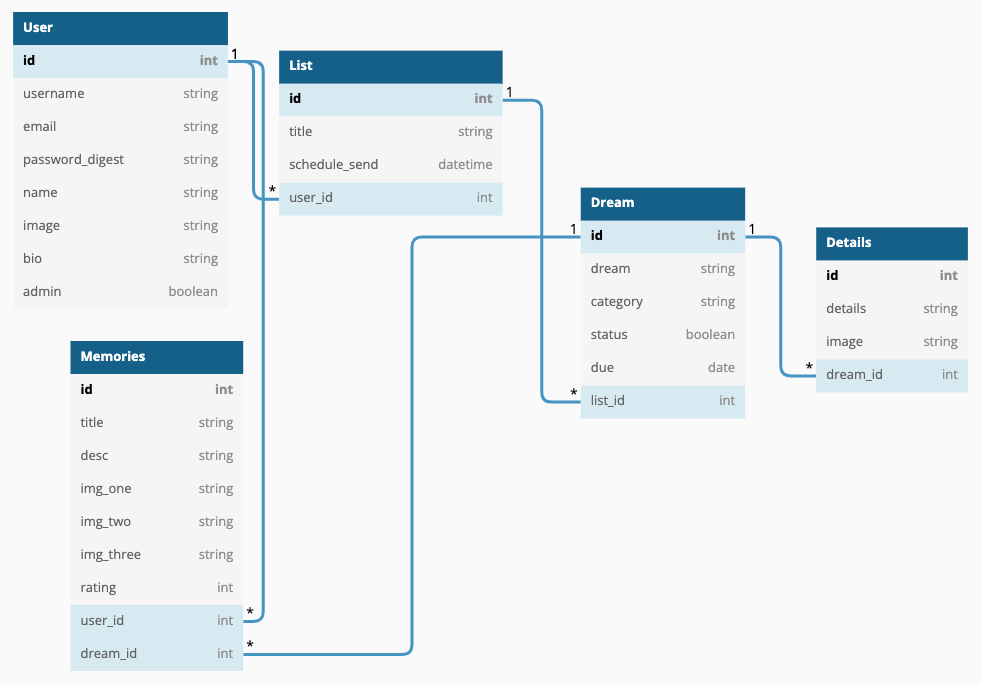 User
id int
username string
email string
password_digest string
name string
image string
bio string
admin boolean
1
List
id int
title string
schedule_send datetime
user_id int
*
1
Dream
id int
dream string
category string
status boolean
due date
list_id int
1
*
1
Details
id int
details string
image string
dream_id int
*
Memories
id int
title string
desc string
img_one string
img_two string
img_three string
rating int
user_id int
dream_id int
*
*